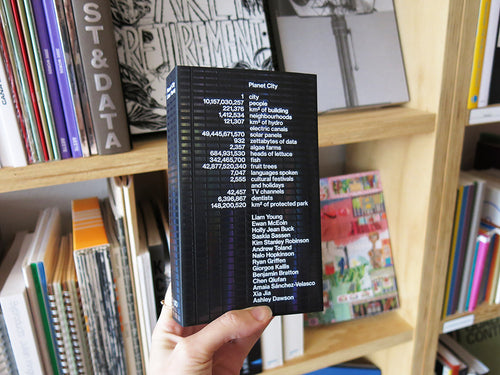 ST&DATA
RETIREMENT
Planet City
1 city
10,157,030,257 people
221,376 km² of building
1,412,534 neighbourhoods
121,307 km² of hydro
electric canals
49,445,671,570 solar panels
932 zettabytes of data
2,357 algae farms
684,931,530 heads of lettuce
342,465,700 fish
42,877,520,340 fruit trees
7,047 languages spoken
2,555 cultural festivals
and holidays
42,457 TV channels
6,396,867 dentists
148,200,520 km² of protected park
Liam Young
Ewan McEoin
Holly Jean Buck
Saskia Sassen
Kim Stanley Robinson
Andrew Toland
Nalo Hopkinson
Ryan Griffen
Giorgos Kallis
Benjamin Bratton
Chen Qiufan
Amaia Sánchez-Velasco
Xia Jia
Ashley Dawson